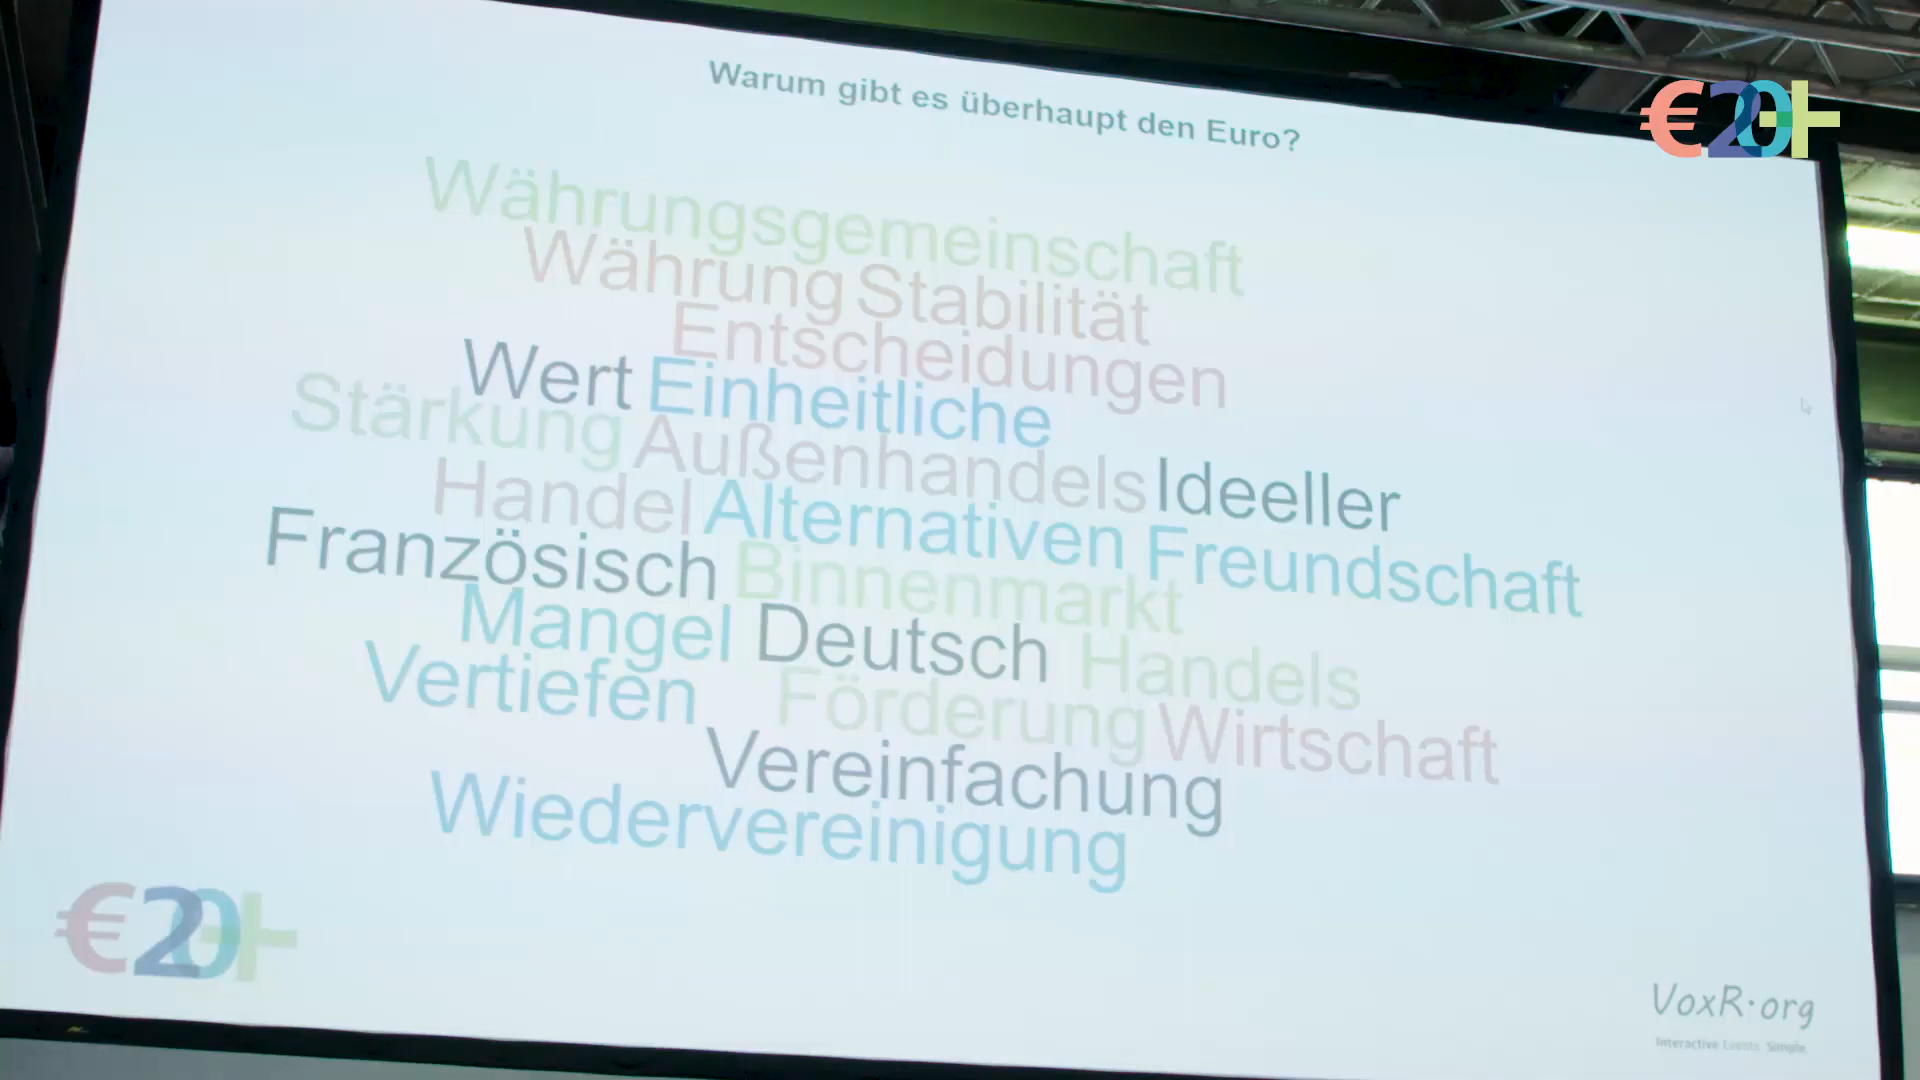 Warum gibt es überhaupt den Euro?
€20+
Währungsgemeinschaft
Währung Stabilität
Entscheidungen
Wert Einheitliche
Stärkung Außenhandels Ideeller
Handel Alternativen Freundschaft
Französisch Binnenmarkt
Mangel Deutsch Handels
Vertiefen Förderung Wirtschaft
Vereinfachung
Wiedervereinigung
€20+
VoxR.org
Interactive Events. Simple.